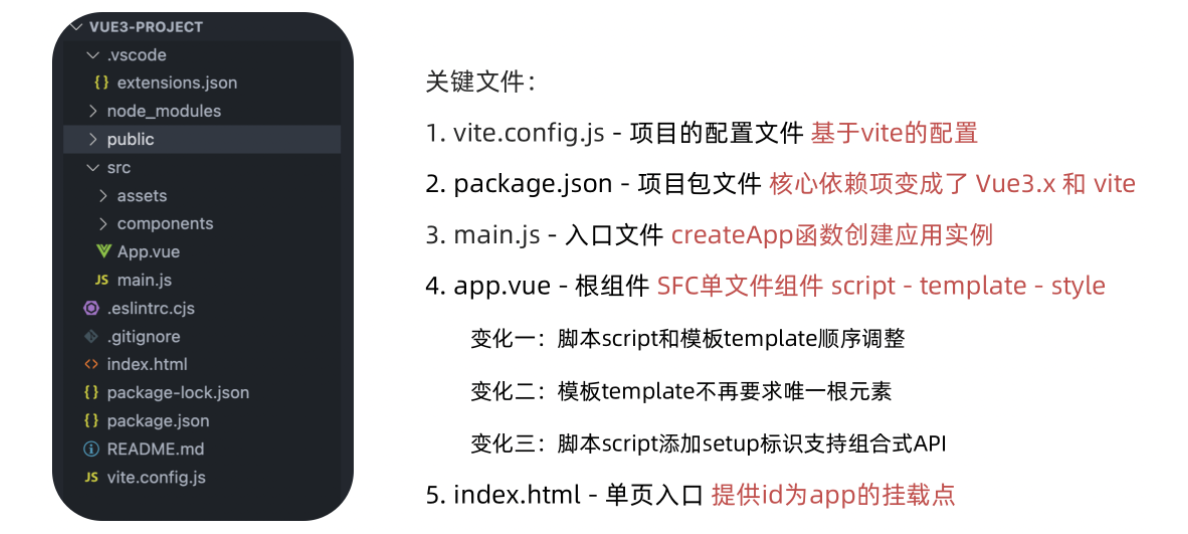 VUE3-PROJECT
.vscode
{} extensions.json
node_modules
public
src
assets
components
App.vue
JS main.js
.eslintrc.cjs
.gitignore
<> index.html
{} package-lock.json
{} package.json
README.md
JS vite.config.js
关键文件：
1. vite.config.js - 项目的配置文件 基于vite的配置
2. package.json - 项目包文件 核心依赖项变成了 Vue3.x 和 vite
3. main.js - 入口文件 createApp函数创建应用实例
4. app.vue - 根组件 SFC单文件组件 script - template - style
变化一：脚本script和模板template顺序调整
变化二：模板template不再要求唯一根元素
变化三：脚本script添加setup标识支持组合式API
5. index.html - 单页入口 提供id为app的挂载点